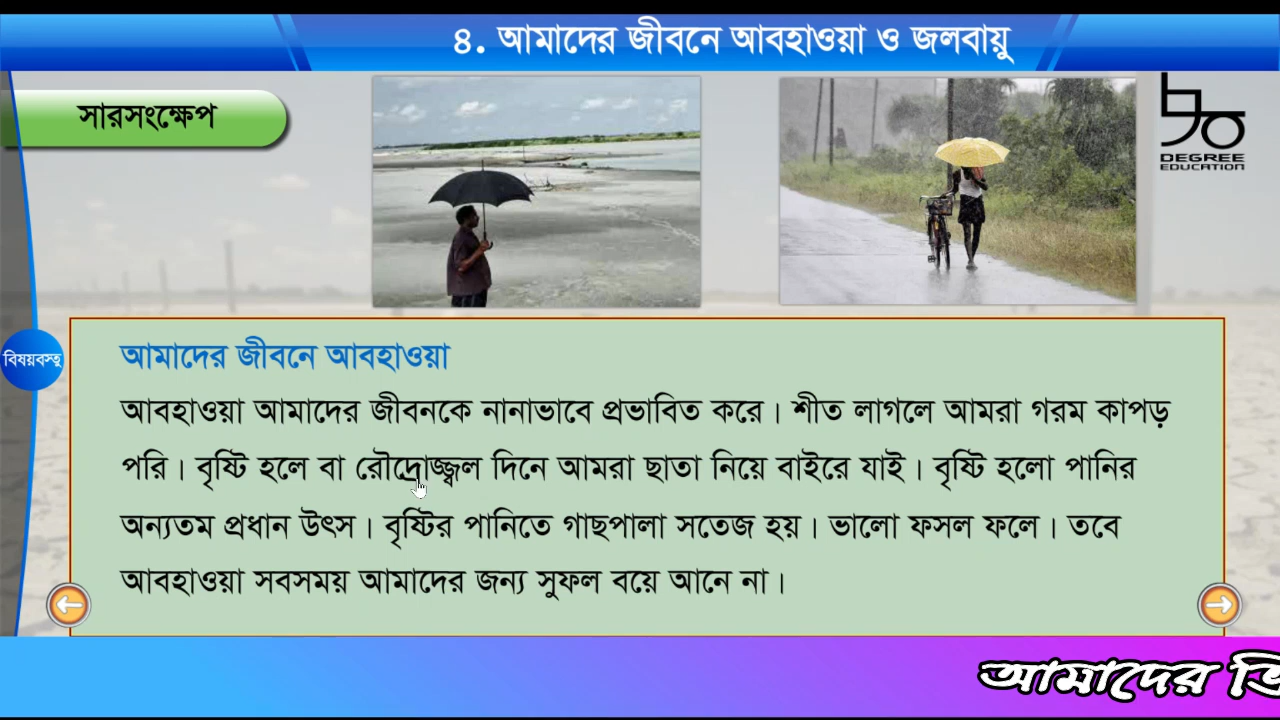 ৪. আমাদের জীবনে আবহাওয়া ও জলবায়ু
সারসংক্ষেপ
DEGREE
EDUCATION
বিষয়বস্তু
আমাদের জীবনে আবহাওয়া
আবহাওয়া আমাদের জীবনকে নানাভাবে প্রভাবিত করে। শীত লাগলে আমরা গরম কাপড়
পরি। বৃষ্টি হলে বা রৌদ্রোজ্জ্বল দিনে আমরা ছাতা নিয়ে বাইরে যাই। বৃষ্টি হলো পানির
অন্যতম প্রধান উৎস। বৃষ্টির পানিতে গাছপালা সতেজ হয়। ভালো ফসল ফলে। তবে
আবহাওয়া সবসময় আমাদের জন্য সুফল বয়ে আনে না।
আমাদের